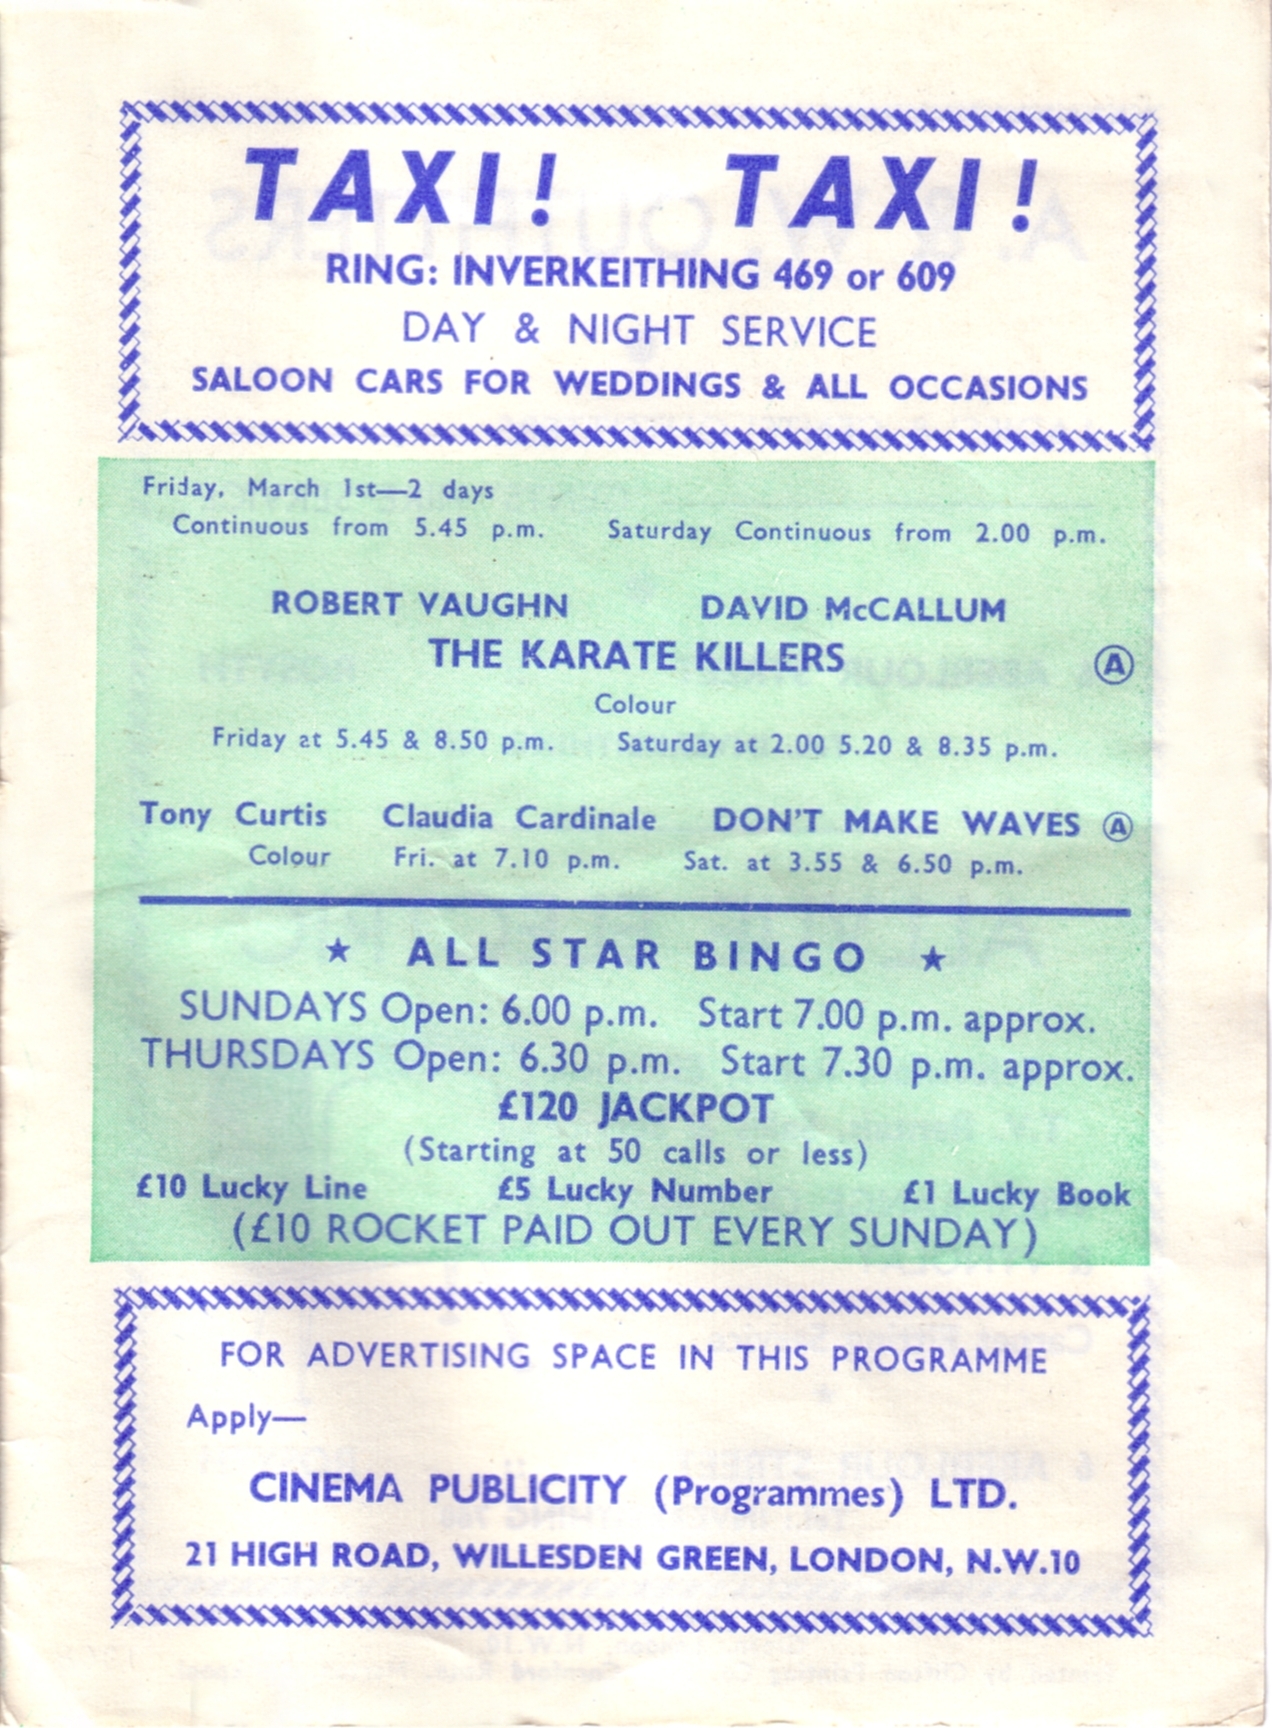 TAXI! TAXI!
RING: INVERKEITHING 469 or 609
DAY & NIGHT SERVICE
SALOON CARS FOR WEDDINGS & ALL OCCASIONS
Friday, March 1st—2 days
Continuous from 5.45 p.m. Saturday Continuous from 2.00 p.m.
ROBERT VAUGHN DAVID McCALLUM
THE KARATE KILLERS Ⓐ
Colour
Friday at 5.45 & 8.50 p.m. Saturday at 2.00 5.20 & 8.35 p.m.
Tony Curtis Claudia Cardinale DON'T MAKE WAVES Ⓐ
Colour Fri. at 7.10 p.m. Sat. at 3.55 & 6.50 p.m.
★ ALL STAR BINGO ★
SUNDAYS Open: 6.00 p.m. Start 7.00 p.m. approx.
THURSDAYS Open: 6.30 p.m. Start 7.30 p.m. approx.
£120 JACKPOT
(Starting at 50 calls or less)
£10 Lucky Line £5 Lucky Number £1 Lucky Book
(£10 ROCKET PAID OUT EVERY SUNDAY)
FOR ADVERTISING SPACE IN THIS PROGRAMME
Apply—
CINEMA PUBLICITY (Programmes) LTD.
21 HIGH ROAD, WILLESDEN GREEN, LONDON, N.W.10